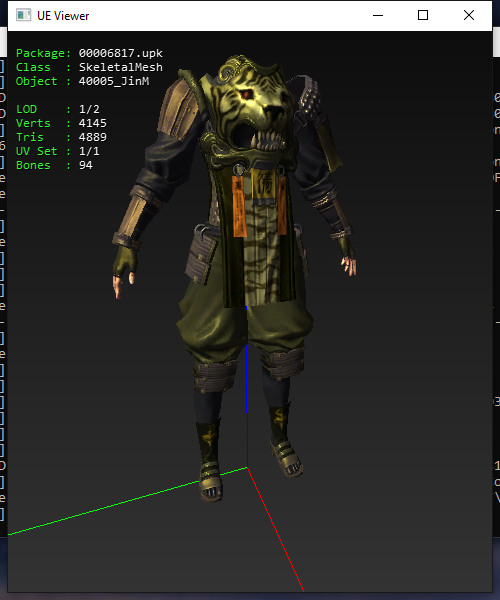 UE Viewer
Package: 00006817.upk
Class : SkeletalMesh
Object : 40005_JinM
LOD : 1/2
Verts : 4145
Tris : 4889
UV Set : 1/1
Bones : 94